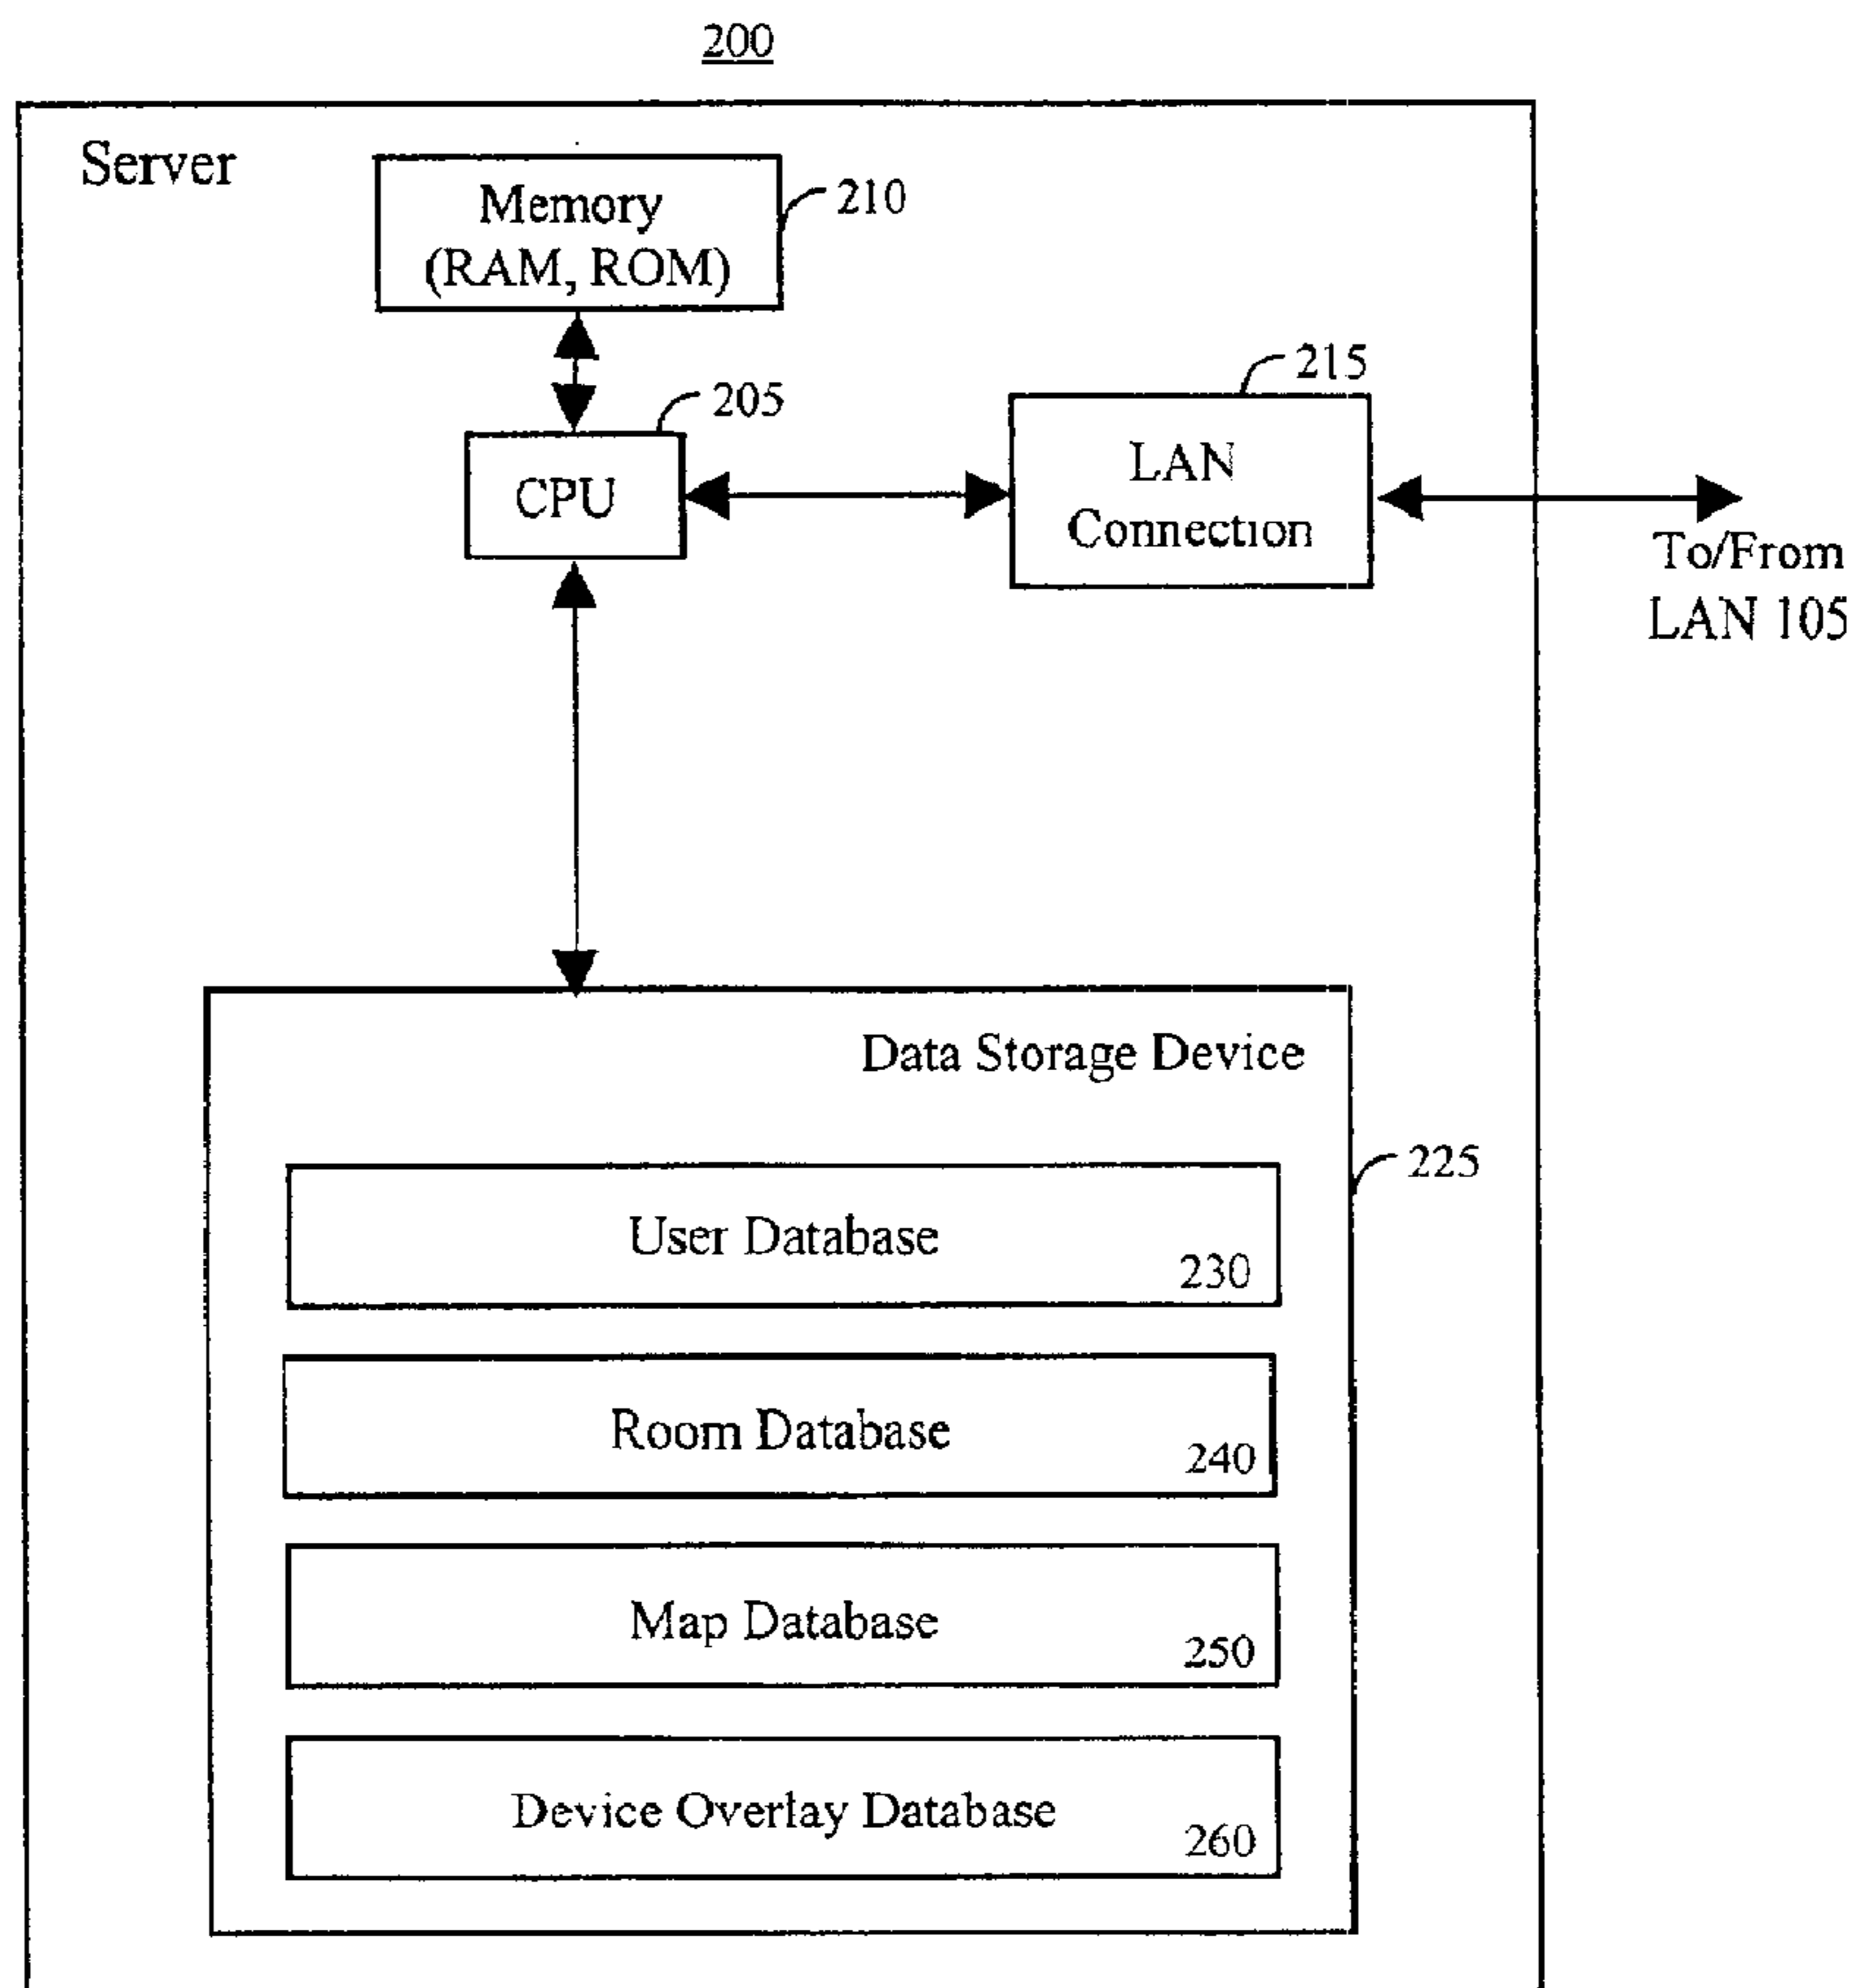 200
Server
Memory
(RAM, ROM)
210
205
CPU
215
LAN
Connection
To/From
LAN 105
Data Storage Device
225
User Database
230
Room Database
240
Map Database
250
Device Overlay Database
260